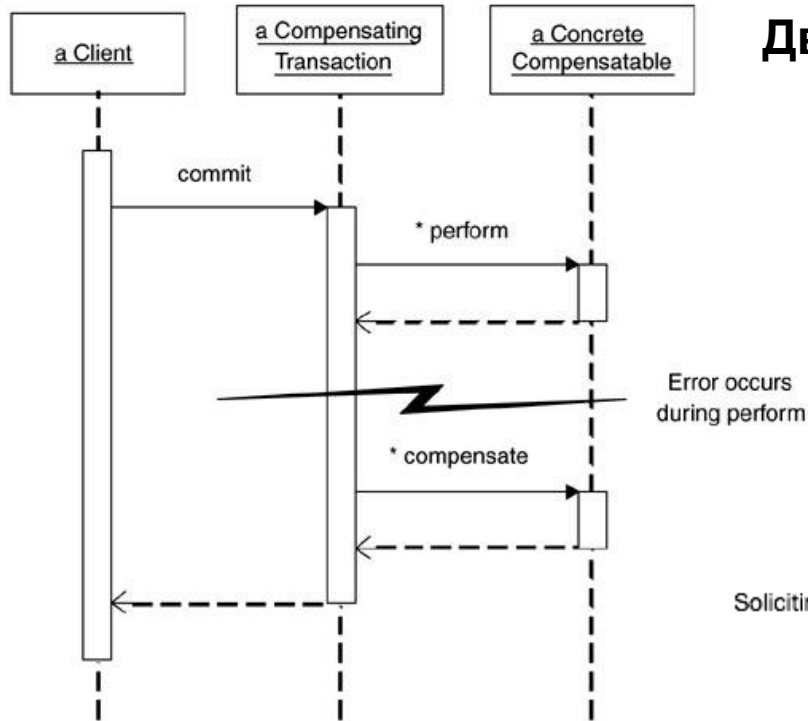 a Client
a Compensating
Transaction
a Concrete
Compensatable
commit
* perform
Error occurs
during perform
* compensate